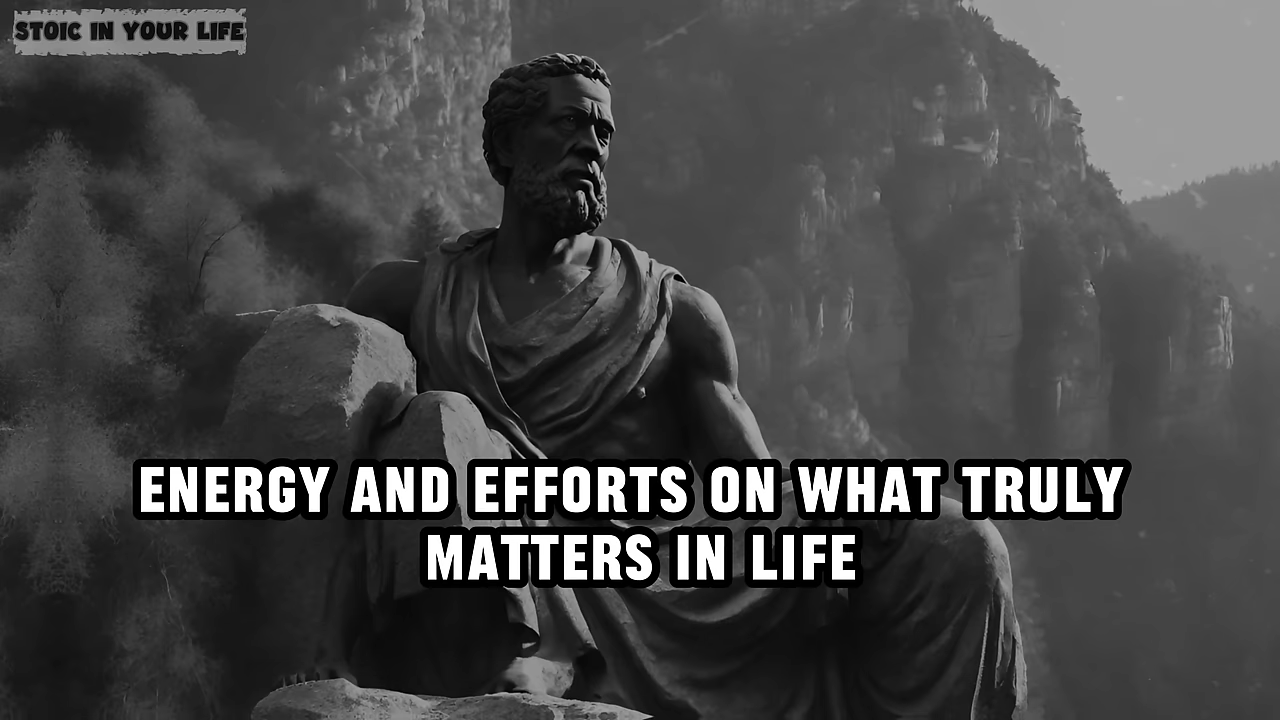 STOIC IN YOUR LIFE
ENERGY AND EFFORTS ON WHAT TRULY
MATTERS IN LIFE